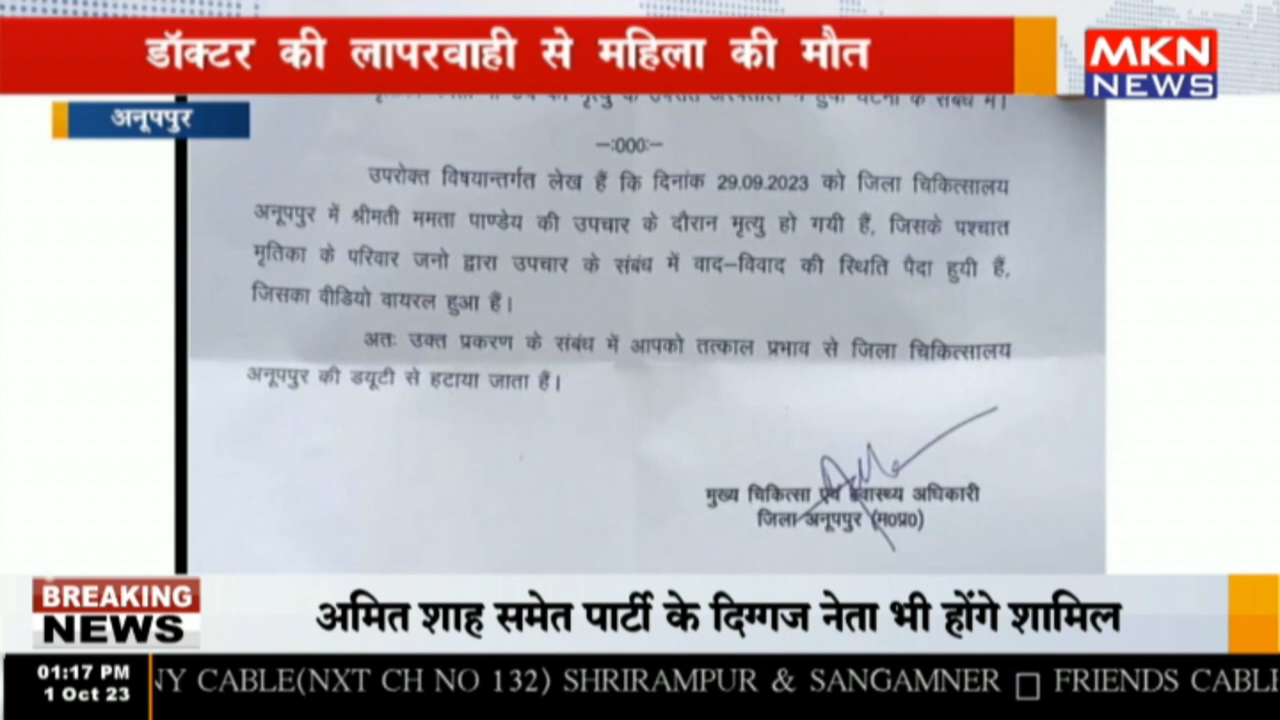 डॉक्टर की लापरवाही से महिला की मौत
MKN
NEWS
अनूपपुर
के संबंध में।
-:000:-
उपरोक्त विषयान्तर्गत लेख हैं कि दिनांक 29.09.2023 को जिला चिकित्सालय
अनूपपुर में श्रीमती ममता पाण्डेय की उपचार के दौरान मृत्यु हो गयी हैं, जिसके पश्चात
मृतिका के परिवार जनो द्वारा उपचार के संबंध में वाद-विवाद की स्थिति पैदा हुयी हैं,
जिसका वीडियो वायरल हुआ हैं।
अतः उक्त प्रकरण के संबंध में आपको तत्काल प्रभाव से जिला चिकित्सालय
अनूपपुर की डयूटी से हटाया जाता हैं।
मुख्य चिकित्सा एवं स्वास्थ्य अधिकारी
जिला अनूपपुर (म0प्र0)
BREAKING
NEWS
अमित शाह समेत पार्टी के दिग्गज नेता भी होंगे शामिल
01:17 PM
1 Oct 23
NY CABLE(NXT CH NO 132) SHRIRAMPUR & SANGAMNER □ FRIENDS CABL